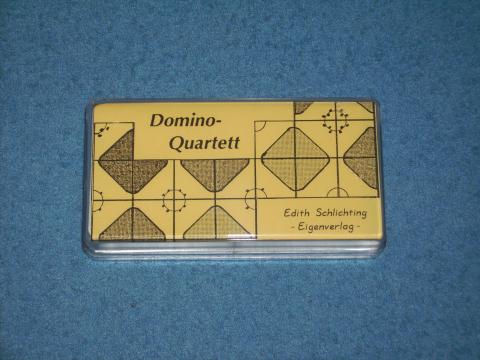 Domino-
Quartett
Edith Schlichting
- Eigenverlag -